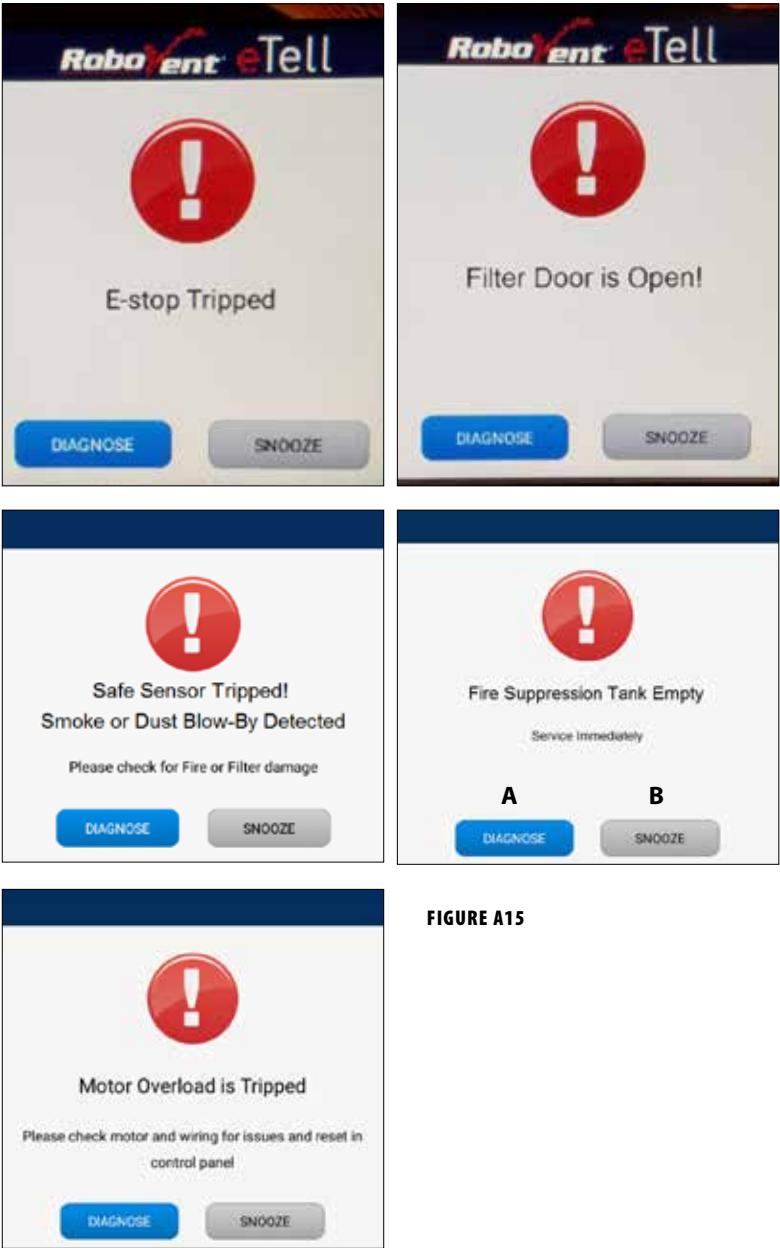 RoboVent eTell
E-stop Tripped
DIAGNOSE SNOOZE
RoboVent eTell
Filter Door is Open!
DIAGNOSE SNOOZE
Safe Sensor Tripped!
Smoke or Dust Blow-By Detected
Please check for Fire or Filter damage
DIAGNOSE SNOOZE
Fire Suppression Tank Empty
Service Immediately
A B
DIAGNOSE SNOOZE
Motor Overload is Tripped
Please check motor and wiring for issues and reset in
control panel
DIAGNOSE SNOOZE
FIGURE A15